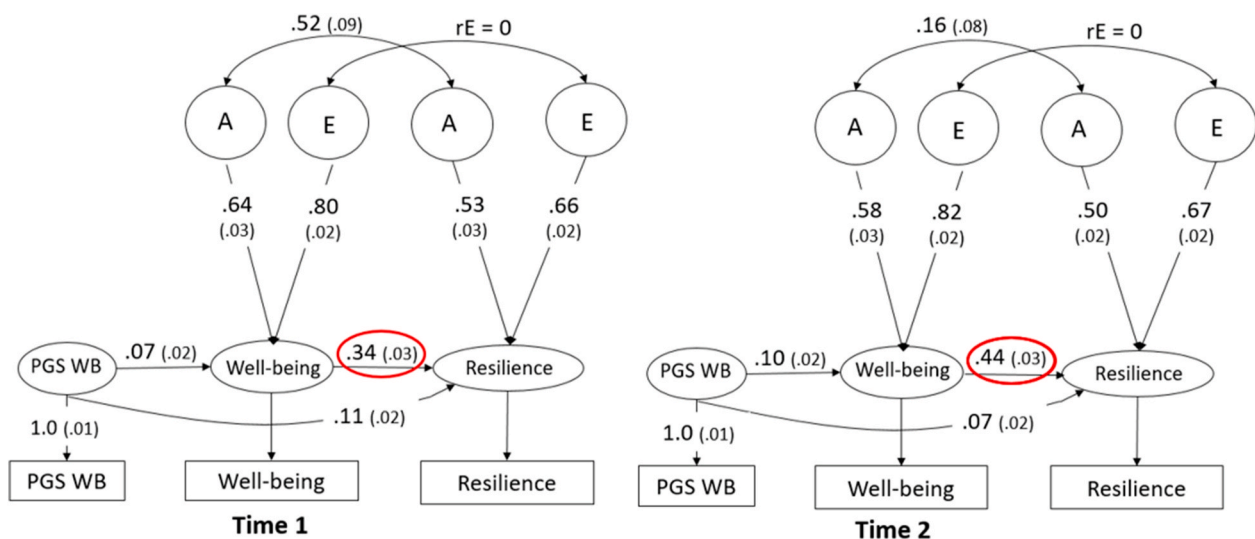 .52 (.09)
rE = 0
A
E
A
E
.64
(.03)
.80
(.02)
.53
(.03)
.66
(.02)
PGS WB
.07 (.02)
Well-being
.34 (.03)
Resilience
.11 (.02)
1.0 (.01)
PGS WB
Well-being
Resilience
Time 1
.16 (.08)
rE = 0
A
E
A
E
.58
(.03)
.82
(.02)
.50
(.02)
.67
(.02)
PGS WB
.10 (.02)
Well-being
.44 (.03)
Resilience
.07 (.02)
1.0 (.01)
PGS WB
Well-being
Resilience
Time 2